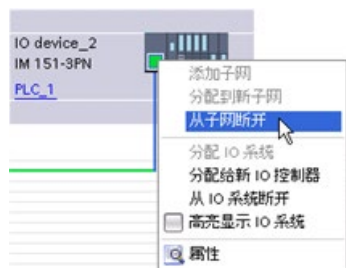 IO device_2
IM 151-3PN
PLC_1
添加子网
分配到新子网
从子网断开
分配 IO 系统
分配给新 IO 控制器
从 IO 系统断开
高亮显示 IO 系统
属性